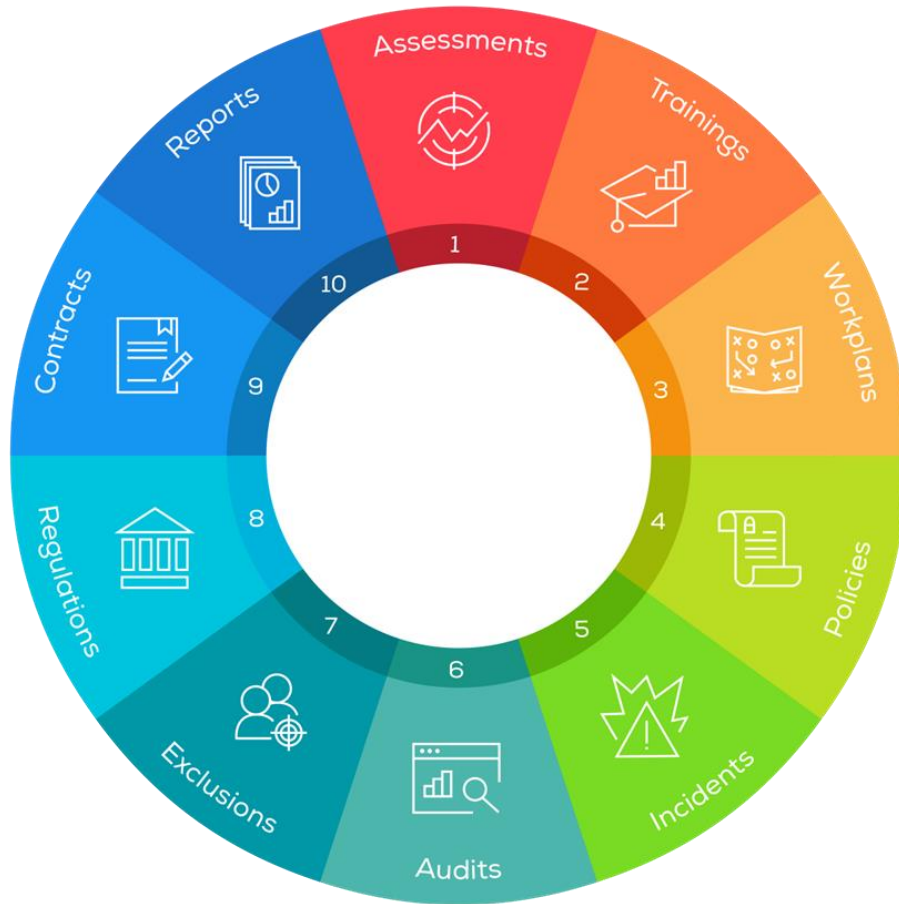 Assessments
1
Trainings
2
Workplans
3
Policies
4
Incidents
5
Audits
6
Exclusions
7
Regulations
8
Contracts
9
Reports
10